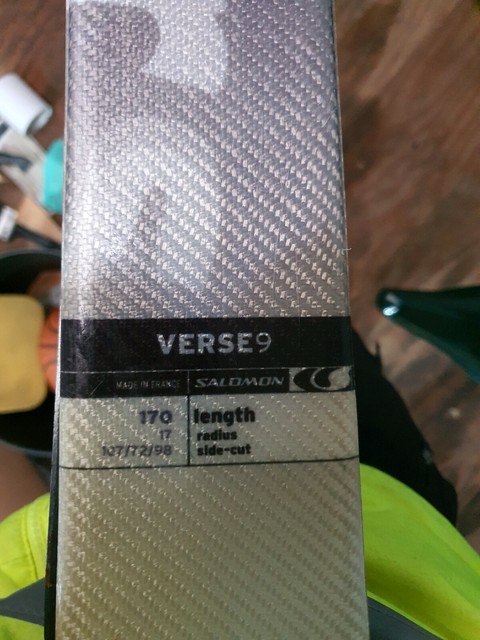 VERSE9
MADE IN FRANCE SALOMON
170 length
17 radius
107/72/98 side-cut